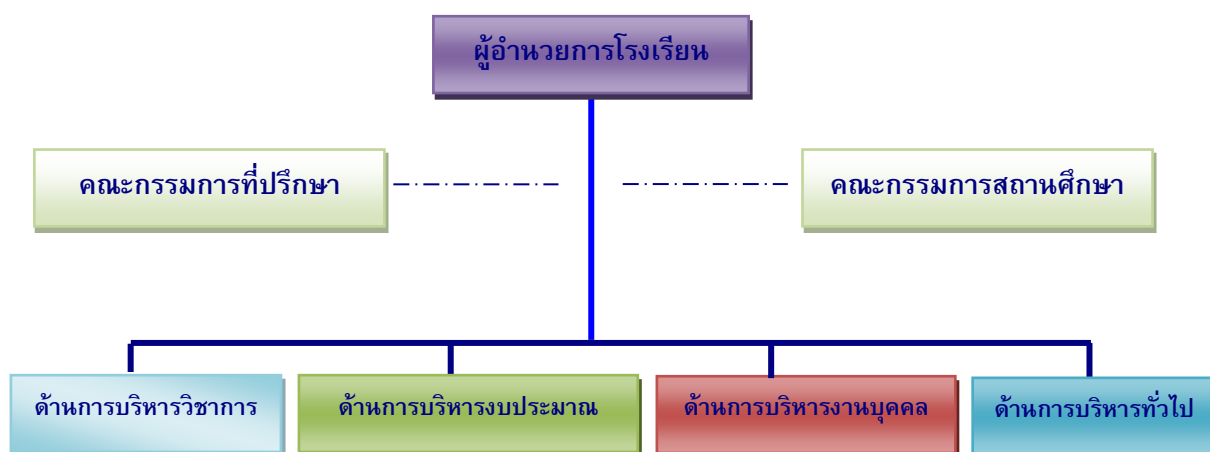 ผู้อำนวยการโรงเรียน
คณะกรรมการที่ปรึกษา
คณะกรรมการสถานศึกษา
ด้านการบริหารวิชาการ
ด้านการบริหารงบประมาณ
ด้านการบริหารงานบุคคล
ด้านการบริหารทั่วไป